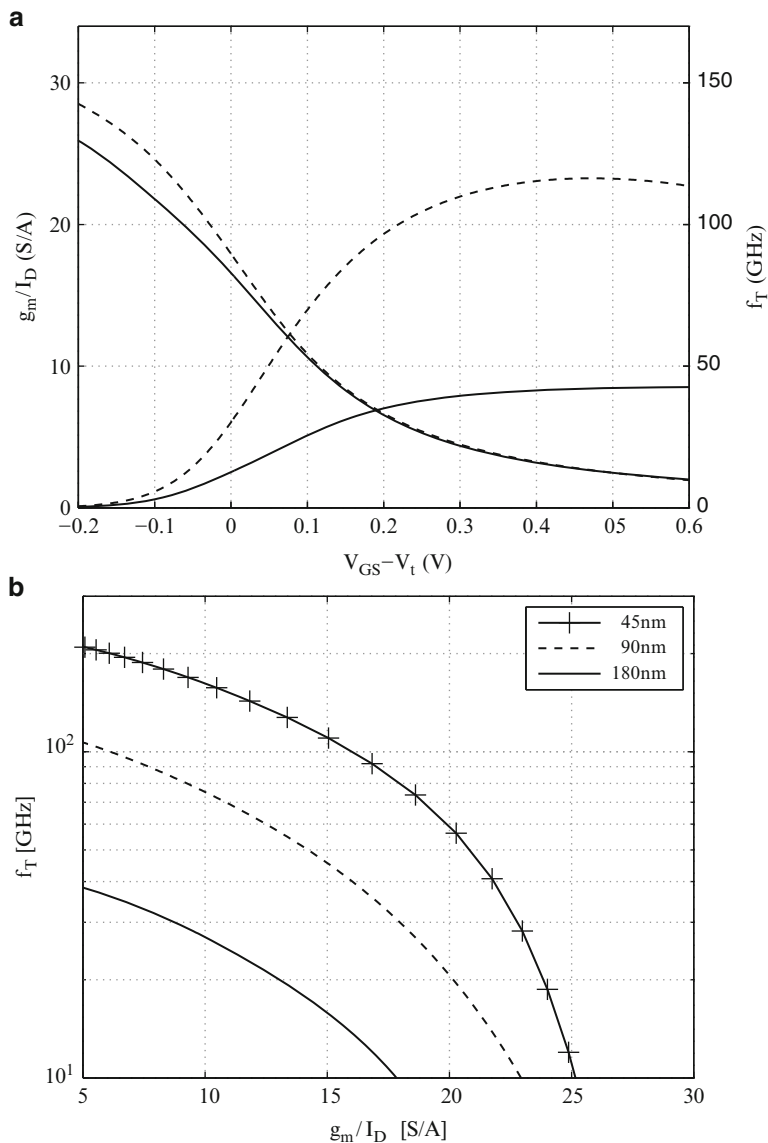 a
30
20
10
0
g_m/I_D (S/A)
150
100
50
0
f_T (GHz)
−0.2 −0.1 0 0.1 0.2 0.3 0.4 05 0.6
V_GS−V_t (V)
b
45nm
90nm
180nm
10^2
10^1
f_T [GHz]
5 10 15 20 25 30
g_m/I_D [S/A]